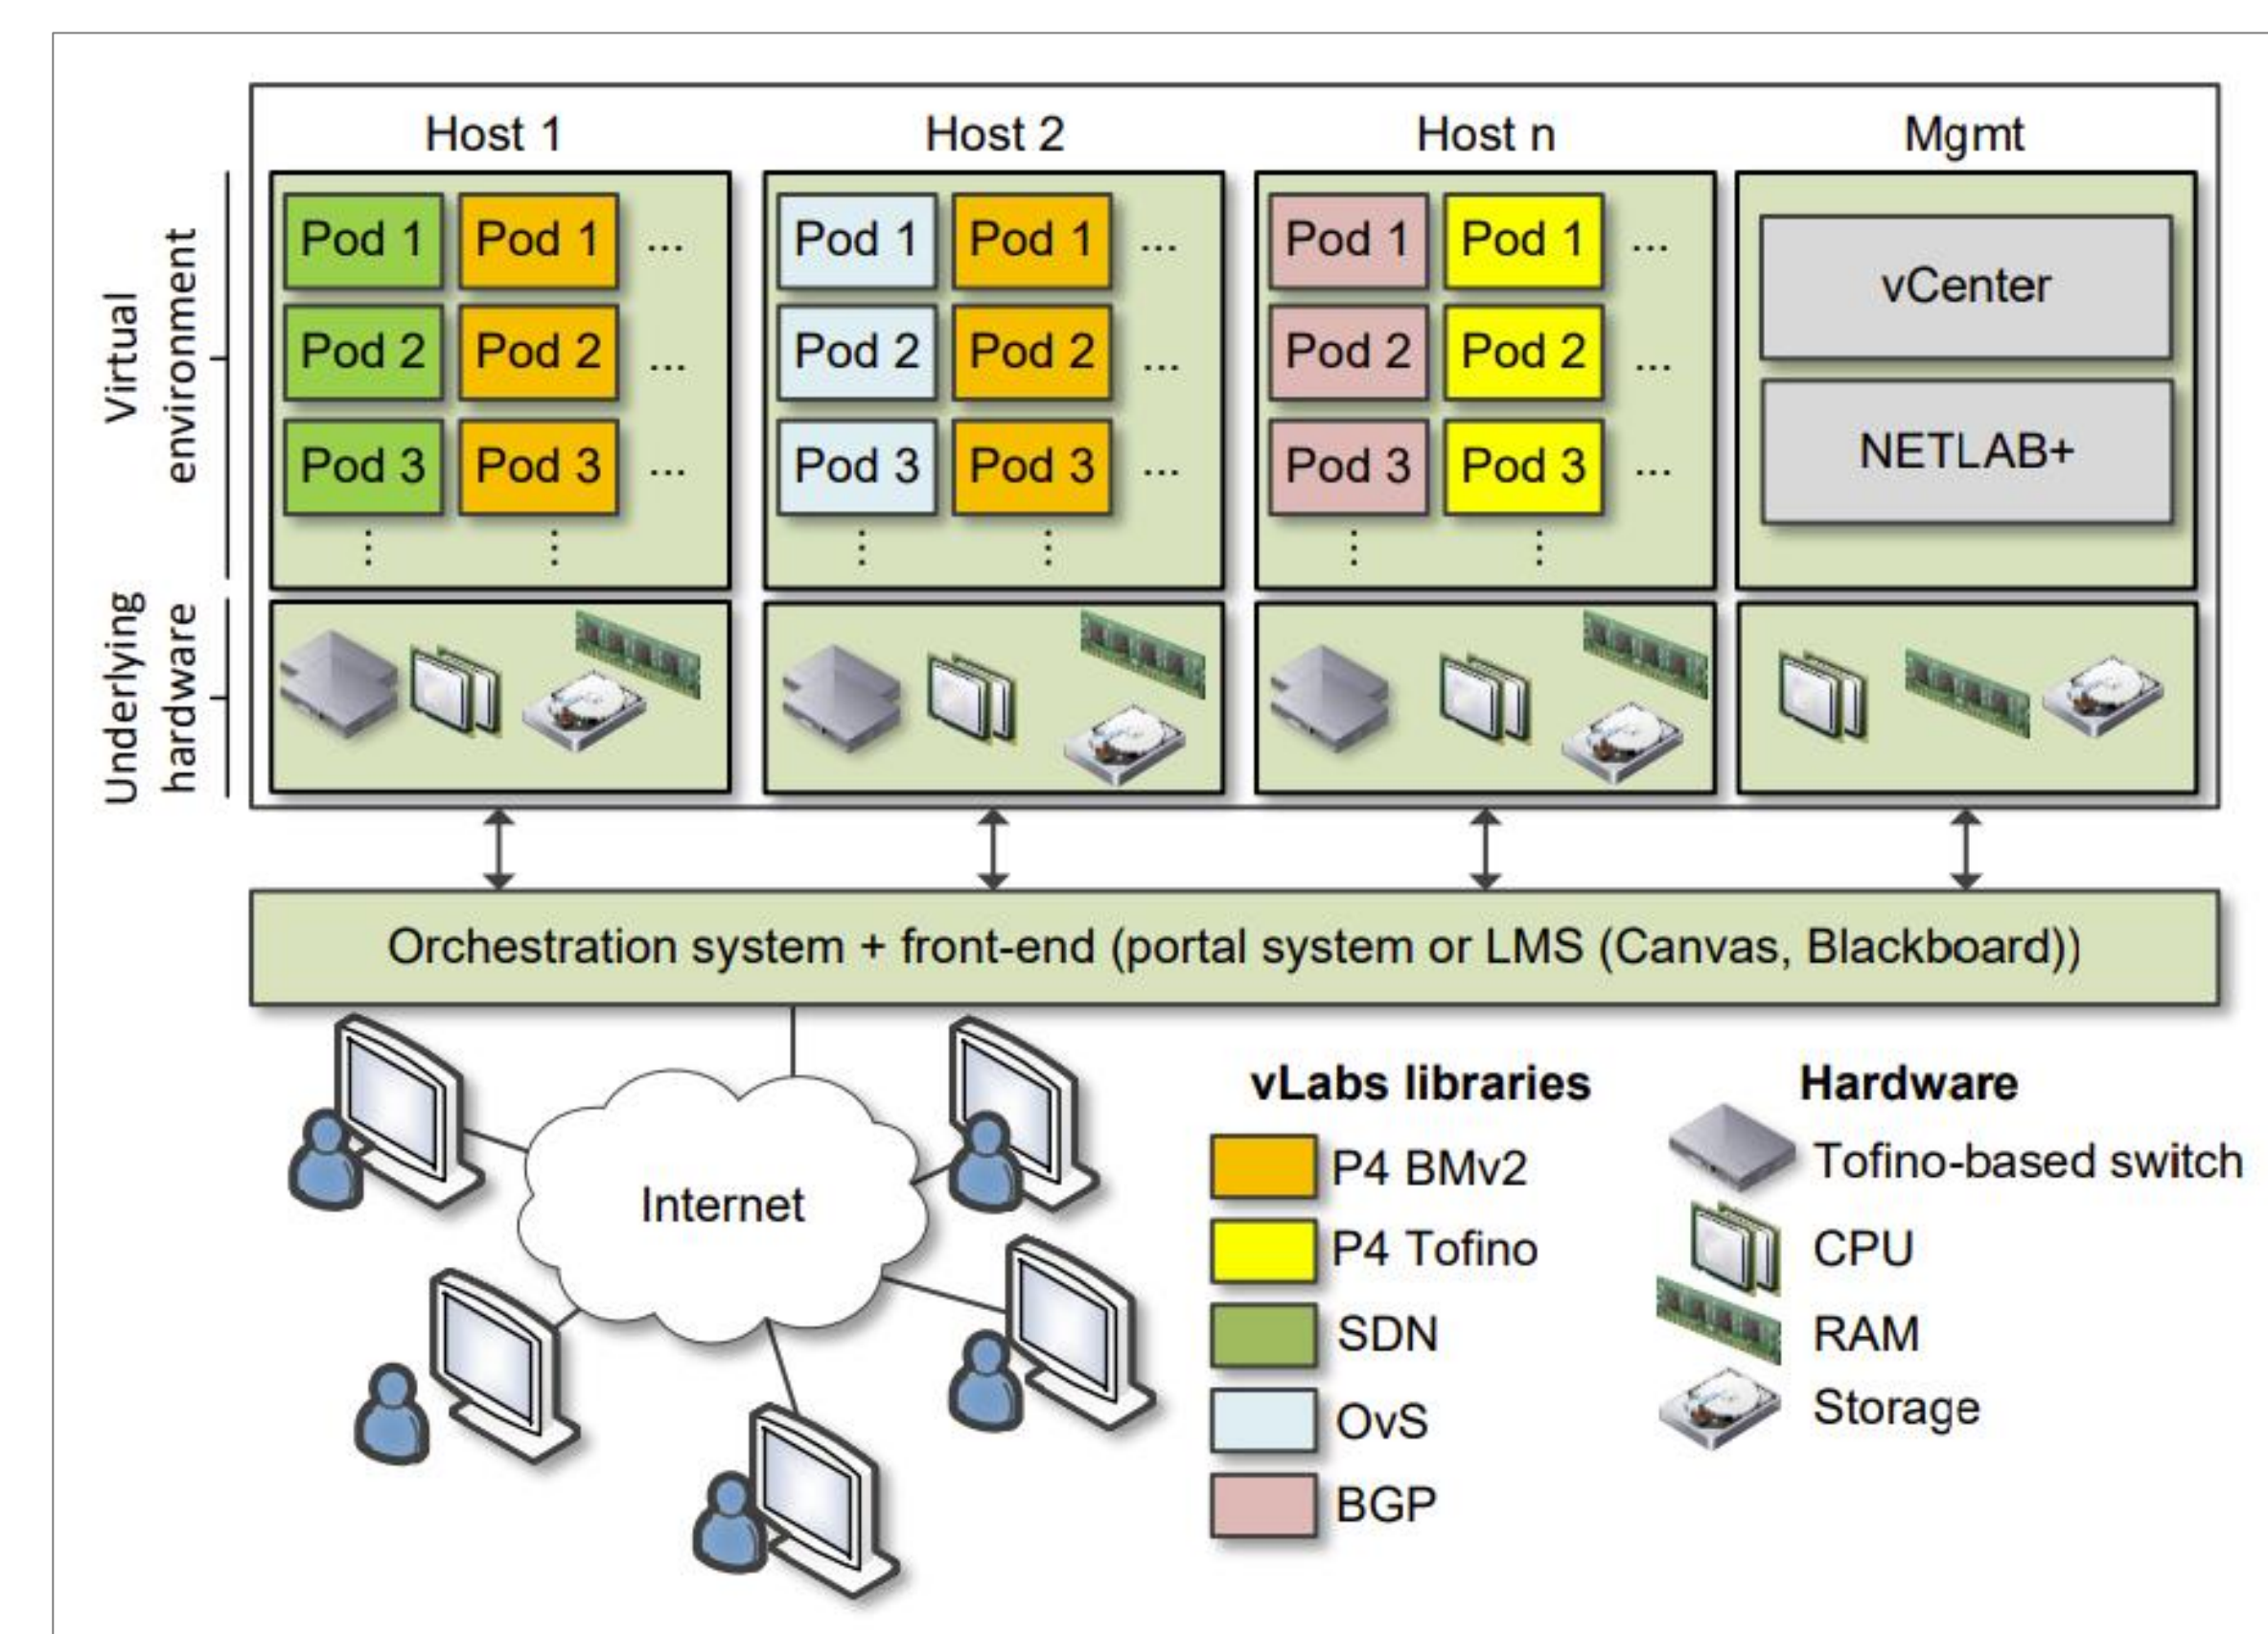 Host 1 Host 2 Host n Mgmt
Virtual
environment
Pod 1 Pod 1 ... Pod 1 Pod 1 ... Pod 1 Pod 1 ...
vCenter
Pod 2 Pod 2 ... Pod 2 Pod 2 ... Pod 2 Pod 2 ...
NETLAB+
Pod 3 Pod 3 ... Pod 3 Pod 3 ... Pod 3 Pod 3 ...
Underlying
hardware
Orchestration system + front-end (portal system or LMS (Canvas, Blackboard))
Internet
vLabs libraries
P4 BMv2
P4 Tofino
SDN
OvS
BGP
Hardware
Tofino-based switch
CPU
RAM
Storage